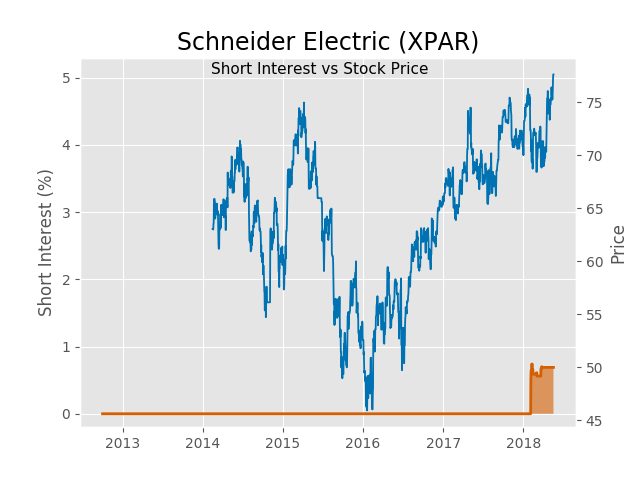 Schneider Electric (XPAR)
Short Interest vs Stock Price
Short Interest (%)
5
4
3
2
1
0
75
70
65
60
55
50
45
Price
2013 2014 2015 2016 2017 2018